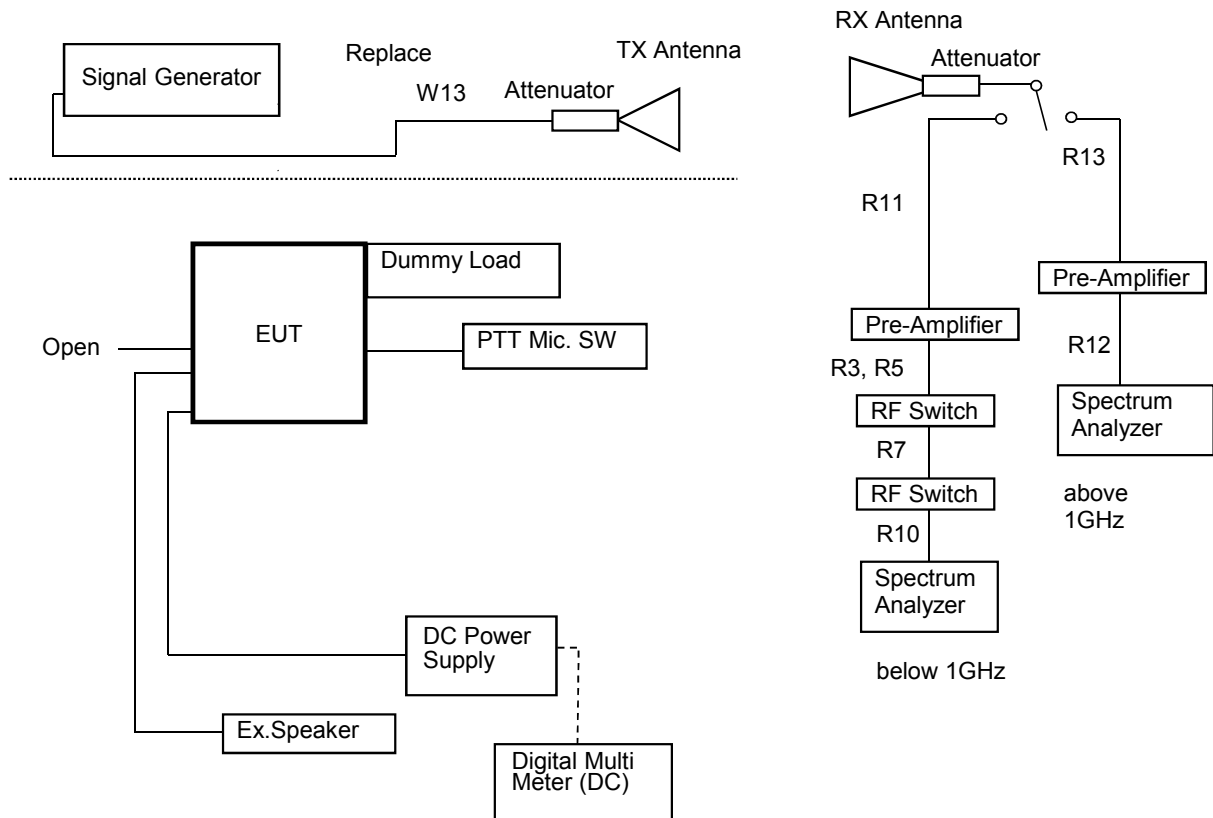 Signal Generator
Replace
W13
Attenuator
TX Antenna
RX Antenna
Attenuator
R11
R13
Pre-Amplifier
R12
Spectrum
Analyzer
above
1GHz
Pre-Amplifier
R3, R5
RF Switch
R7
RF Switch
R10
Spectrum
Analyzer
below 1GHz
EUT
Dummy Load
Open
PTT Mic. SW
DC Power
Supply
Ex.Speaker
Digital Multi
Meter (DC)